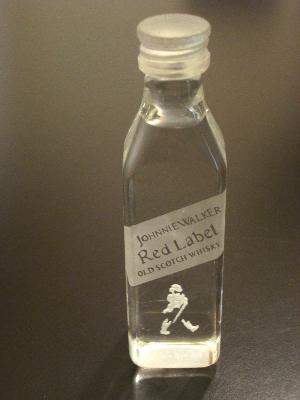 JOHNNIE WALKER
Red Label
OLD SCOTCH WHISKY